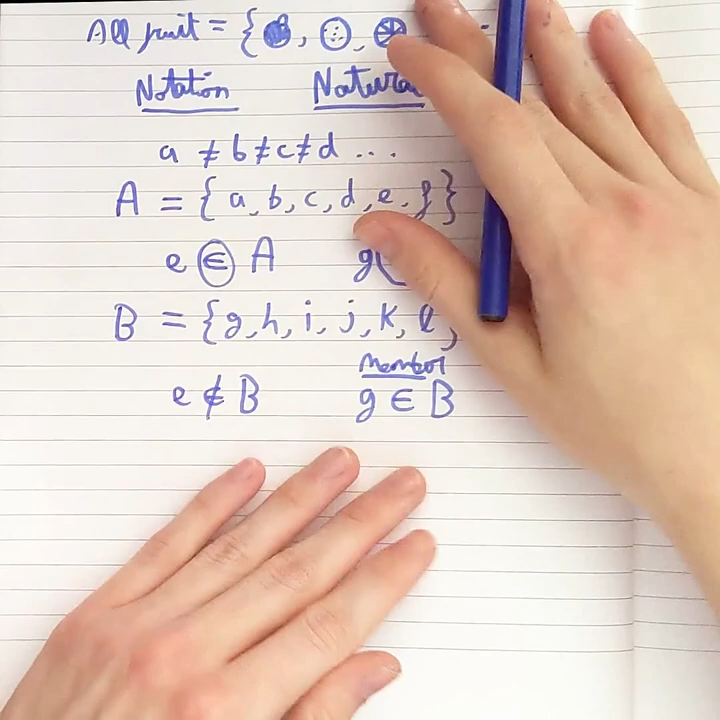 All fruit = {
Notation
a ≠ b ≠ c ≠ d ...
A = { a, b, c, d, e, f }
e ∈ A g
B = { g, h, i, j, k, l,
Member
e ∉ B g ∈ B